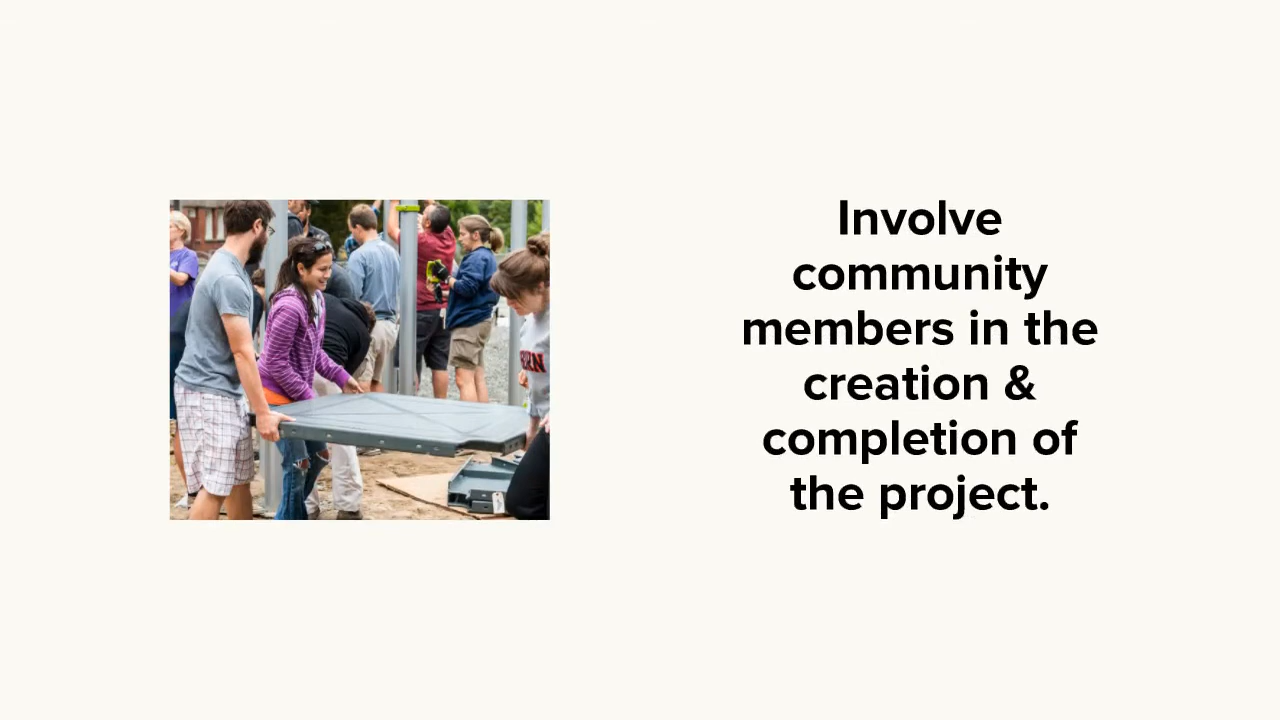 Involve
community
members in the
creation &
completion of
the project.